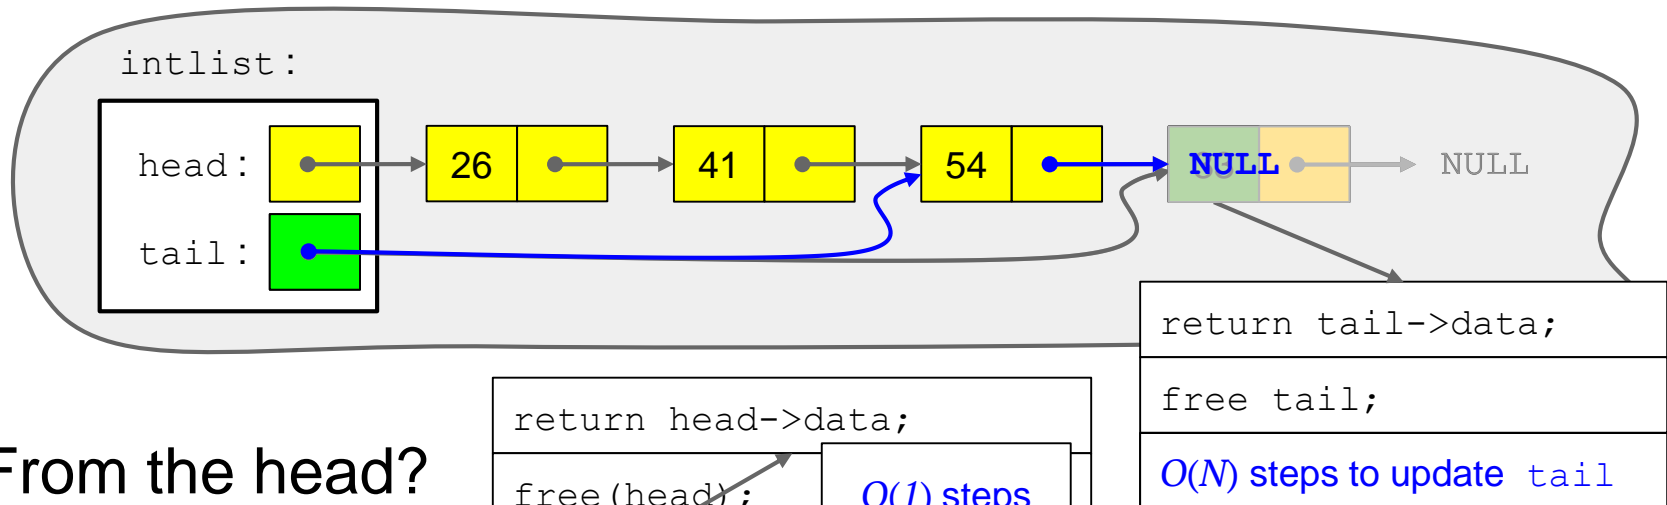 intlist:
head: 26 41 54 NULL NULL
tail:
return tail->data;
free tail;
O(N) steps to update tail
return head->data;
From the head?
free(head);
O(1) steps